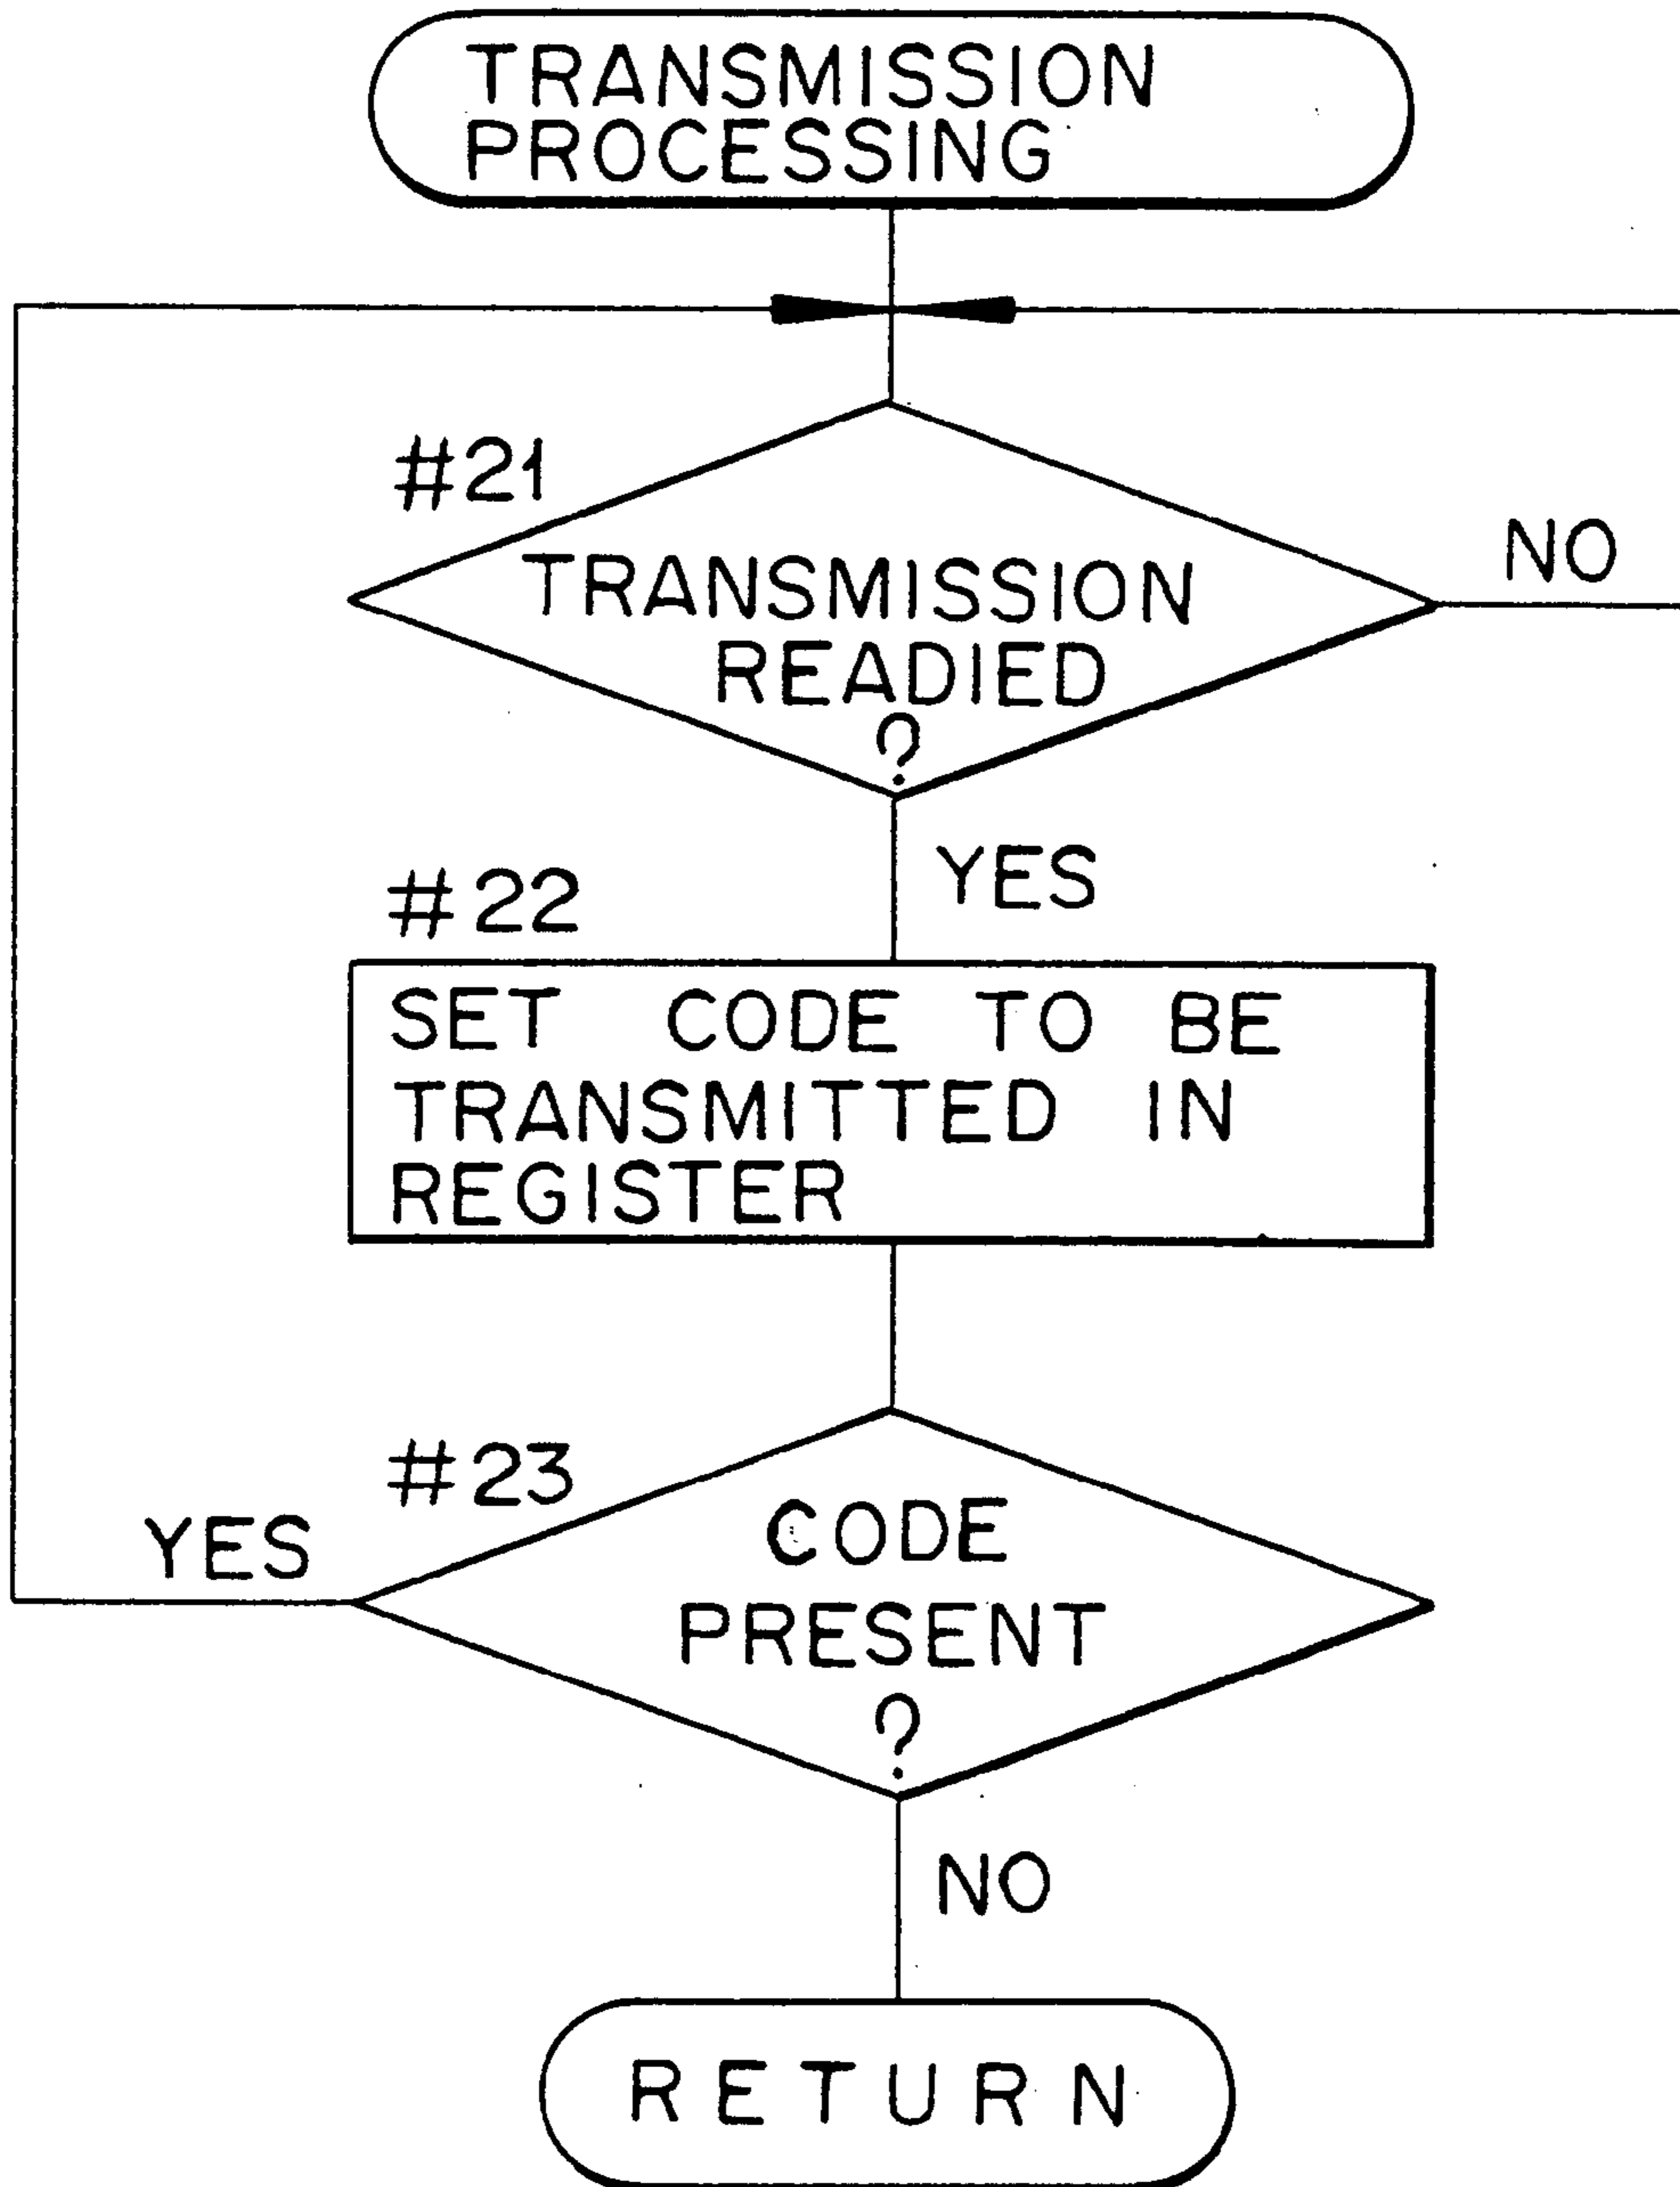 TRANSMISSION
PROCESSING
#21
TRANSMISSION
READIED
?
NO
YES
#22
SET CODE TO BE
TRANSMITTED IN
REGISTER
#23
CODE
PRESENT
?
YES
NO
RETURN